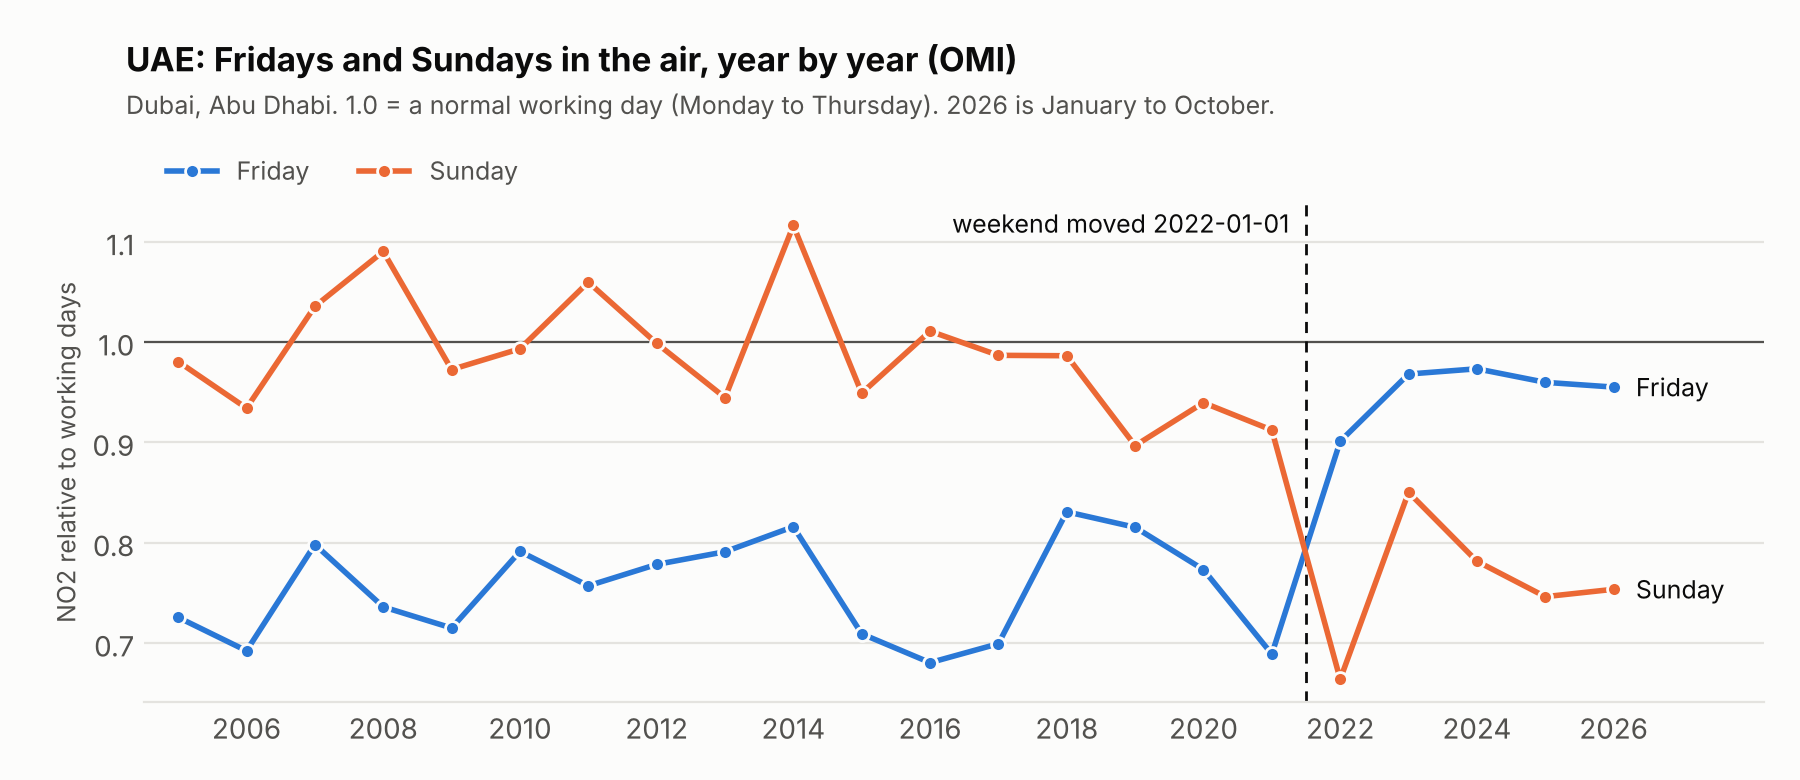 UAE: Fridays and Sundays in the air, year by year (OMI)
Dubai, Abu Dhabi. 1.0 = a normal working day (Monday to Thursday). 2026 is January to October.
Friday
Sunday
weekend moved 2022-01-01
NO2 relative to working days
1.1
1.0
0.9
0.8
0.7
Friday
Sunday
2006 2008 2010 2012 2014 2016 2018 2020 2022 2024 2026